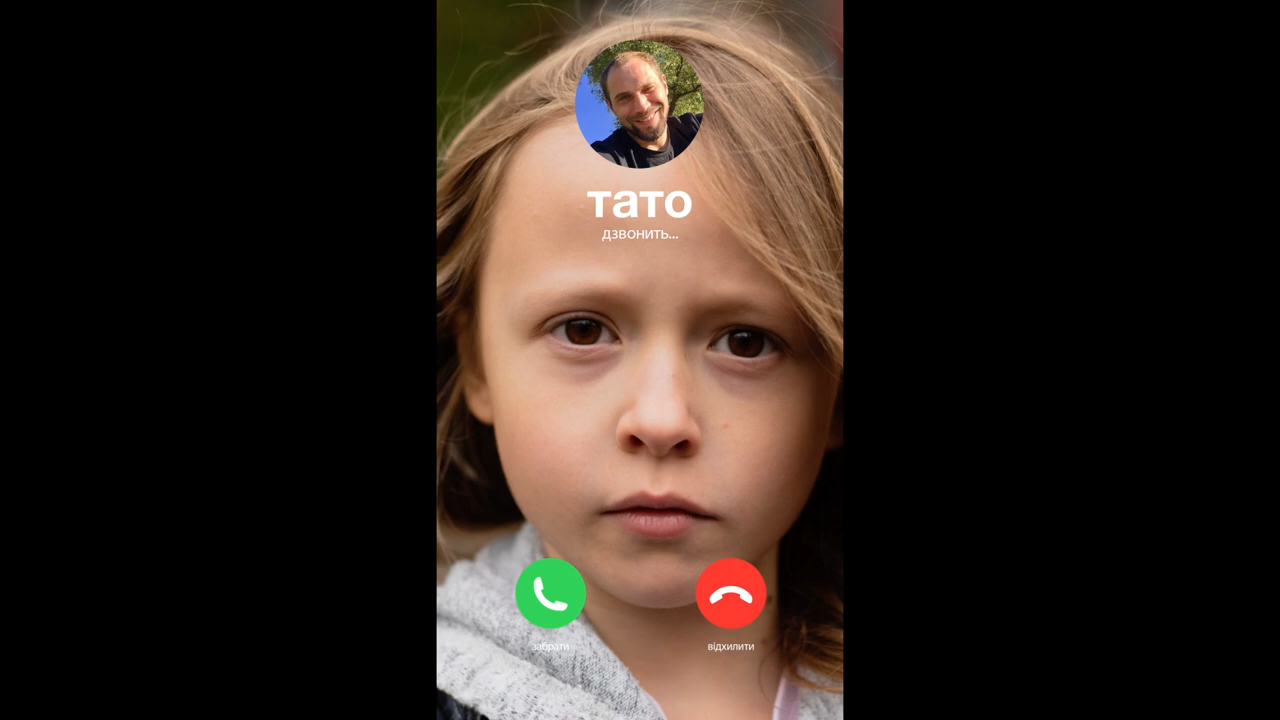 тато
дзвонить...
забрати
відхилити